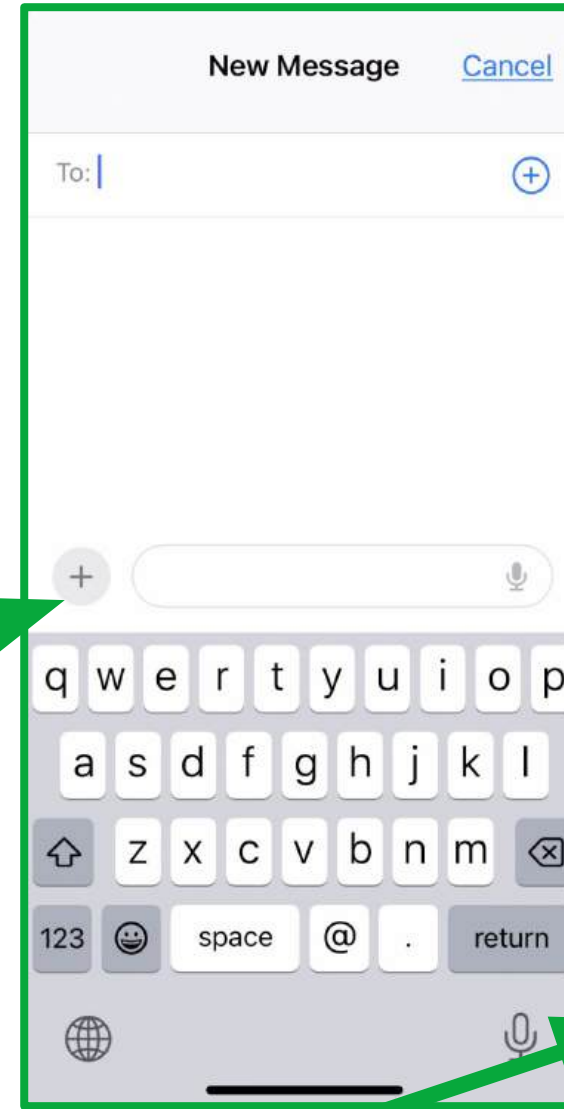 New Message Cancel
To:
q w e r t y u i o p
a s d f g h j k l
z x c v b n m
123 space @ . return